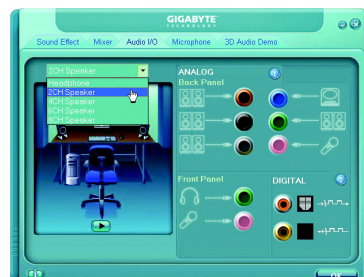 GIGABYTE
TECHNOLOGY
Sound Effect Mixer Audio I/O Microphone 3D Audio Demo
2CH Speaker
Headphone
2CH Speaker
4CH Speaker
6CH Speaker
8CH Speaker
ANALOG
Back Panel
Front Panel
DIGITAL
OK